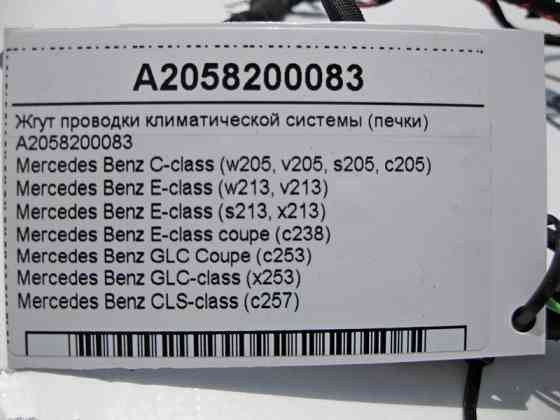 A2058200083
Жгут проводки климатической системы (печки)
A2058200083
Mercedes Benz C-class (w205, v205, s205, c205)
Mercedes Benz E-class (w213, v213)
Mercedes Benz E-class (s213, x213)
Mercedes Benz E-class coupe (c238)
Mercedes Benz GLC Coupe (c253)
Mercedes Benz GLC-class (x253)
Mercedes Benz CLS-class (c257)